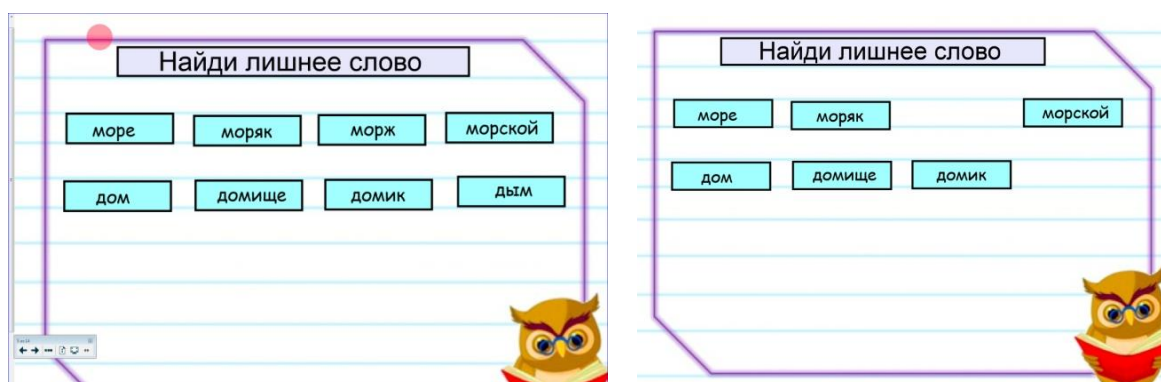 Найди лишнее слово
море моряк морж морской
дом домище домик дым
Найди лишнее слово
море моряк морской
дом домище домик